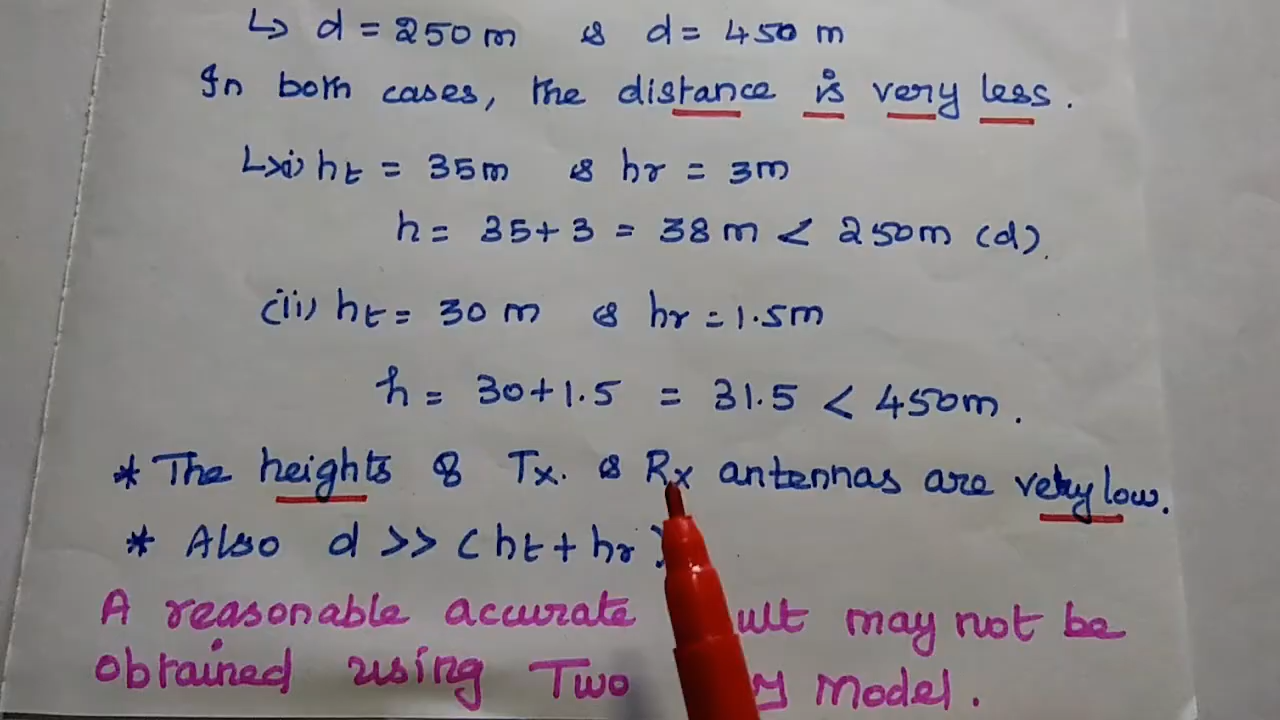 ↳ d = 250 m & d = 450 m
In both cases, the distance is very less.
↳ i) ht = 35m & hr = 3m
h = 35+3 = 38m < 250m (d).
(ii) ht = 30 m & hr = 1.5m
h = 30+1.5 = 31.5 < 450m.
* The heights of Tx. & Rx antennas are very low.
* Also d >> (ht + hr)
A reasonable accurate may not be
obtained using Two Model.